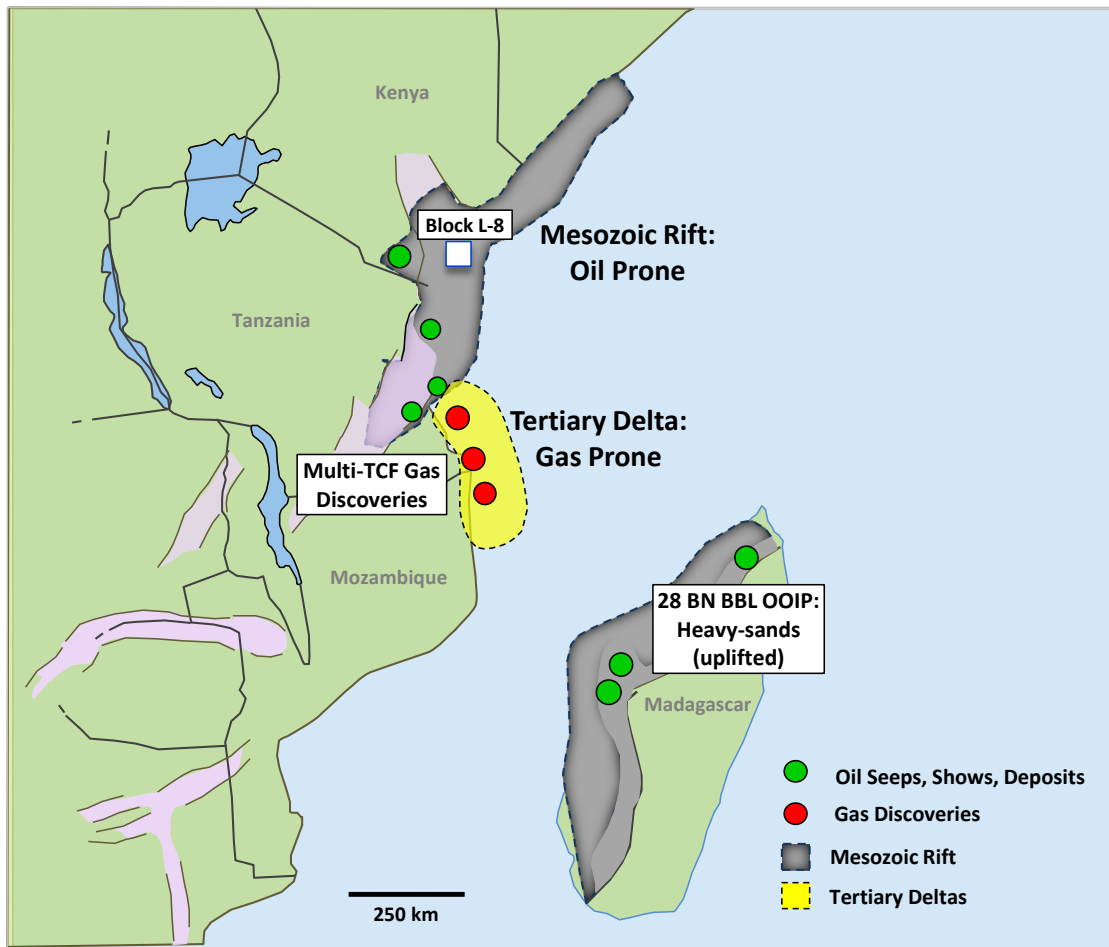 Kenya
Block L-8
Mesozoic Rift:
Oil Prone
Tanzania
Tertiary Delta:
Gas Prone
Multi-TCF Gas
Discoveries
Mozambique
28 BN BBL OOIP:
Heavy-sands
(uplifted)
Madagascar
Oil Seeps, Shows, Deposits
Gas Discoveries
Mesozoic Rift
Tertiary Deltas
250 km